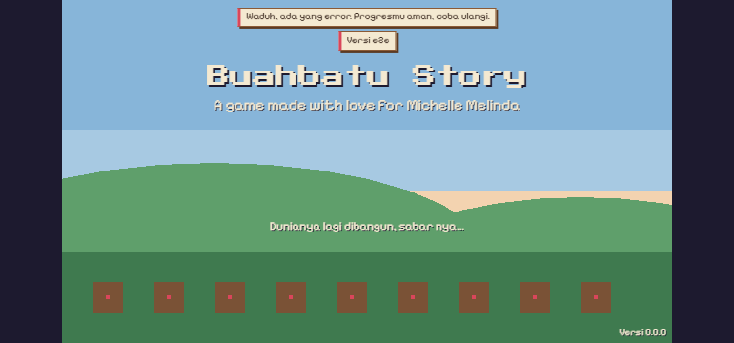 Waduh, ada yang error. Progresmu aman, coba ulangi.
Versi e2e
Buahbatu Story
A game made with love for Michelle Melinda
Dunianya lagi dibangun, sabar nya...
Versi 0.0.0